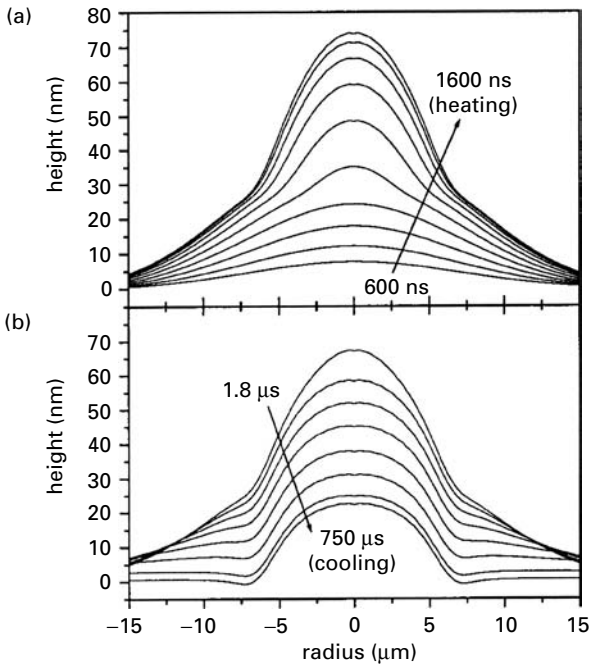 (a)
80
70
60
50
40
30
20
10
0
height (nm)
1600 ns
(heating)
600 ns
(b)
70
60
50
40
30
20
10
0
height (nm)
1.8 µs
750 µs
(cooling)
−15 −10 −5 0 5 10 15
radius (µm)